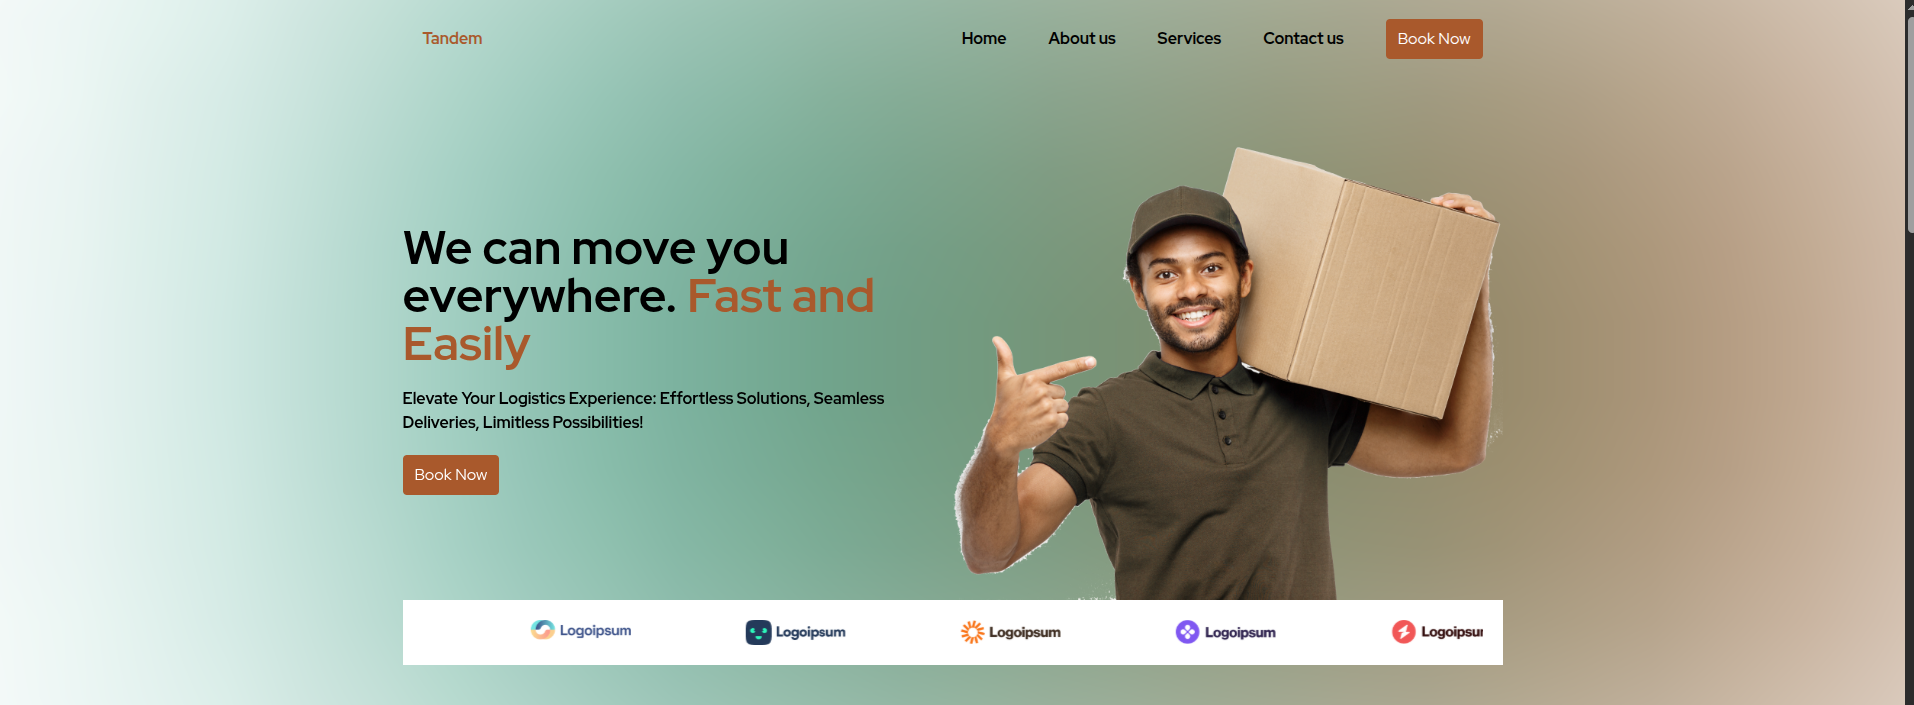 Tandem
Home
About us
Services
Contact us
Book Now
We can move you
everywhere. Fast and
Easily
Elevate Your Logistics Experience: Effortless Solutions, Seamless
Deliveries, Limitless Possibilities!
Book Now
Logoipsum
Logoipsum
Logoipsum
Logoipsum
Logoipsu